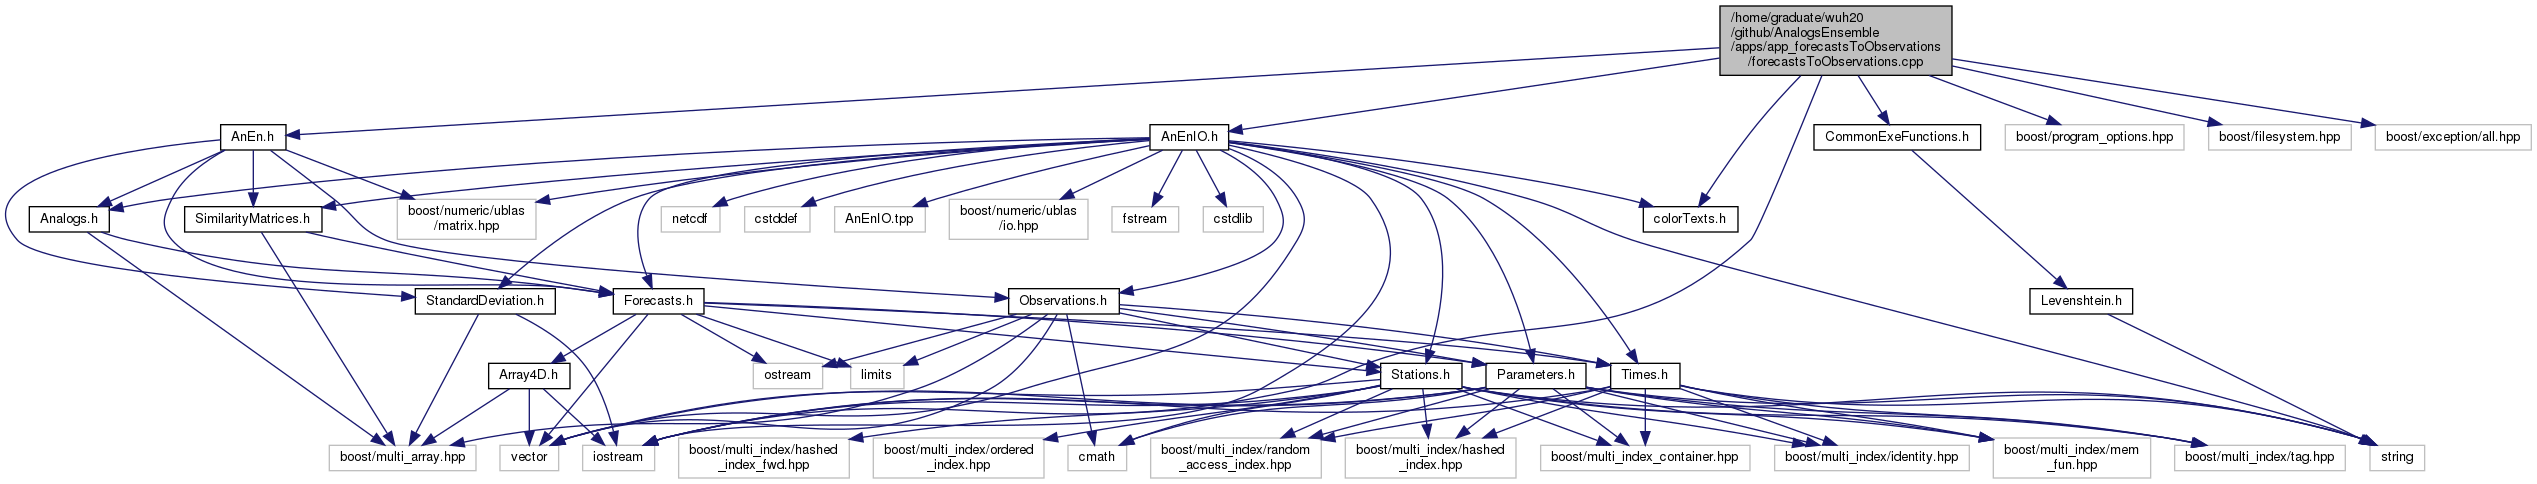 /home/graduate/wuh20
/github/AnalogsEnsemble
/apps/app_forecastsToObservations
/forecastsToObservations.cpp
AnEn.h
AnEnIO.h
CommonExeFunctions.h
boost/program_options.hpp
boost/filesystem.hpp
boost/exception/all.hpp
Analogs.h
SimilarityMatrices.h
boost/numeric/ublas
/matrix.hpp
netcdf
cstddef
AnEnIO.tpp
boost/numeric/ublas
/io.hpp
fstream
cstdlib
colorTexts.h
StandardDeviation.h
Forecasts.h
Observations.h
Levenshtein.h
Array4D.h
ostream
limits
Stations.h
Parameters.h
Times.h
boost/multi_array.hpp
vector
iostream
boost/multi_index/hashed
_index_fwd.hpp
boost/multi_index/ordered
_index.hpp
cmath
boost/multi_index/random
_access_index.hpp
boost/multi_index/hashed
_index.hpp
boost/multi_index_container.hpp
boost/multi_index/identity.hpp
boost/multi_index/mem
_fun.hpp
boost/multi_index/tag.hpp
string